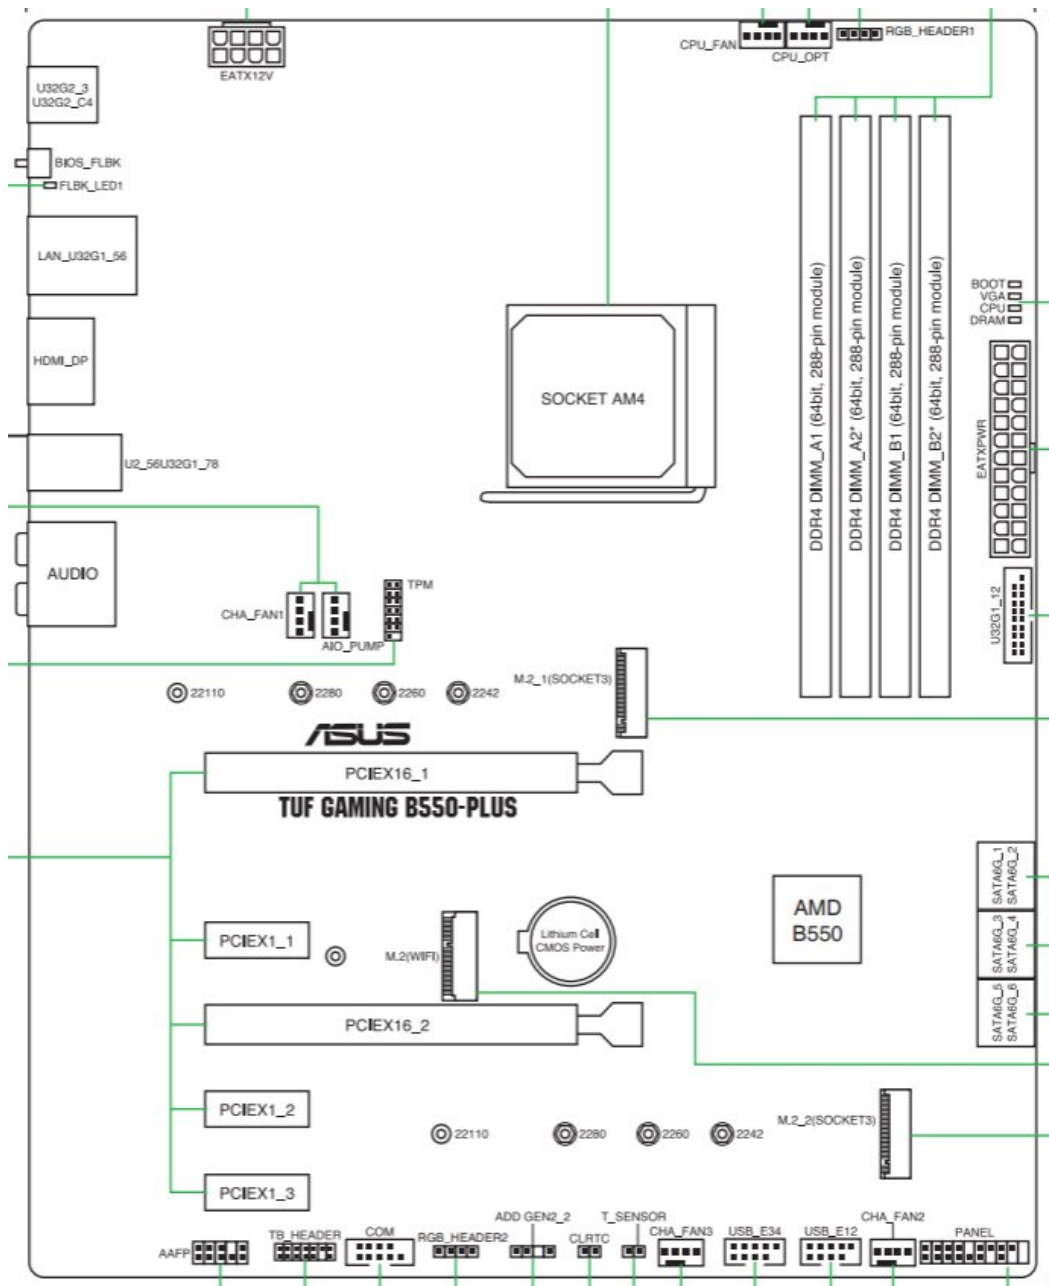 EATX12V
CPU_FAN
CPU_OPT
RGB_HEADER1
U32G2_3
U32G2_C4
BIOS_FLBK
FLBK_LED1
LAN_U32G1_56
HDMI_DP
U2_56U32G1_78
AUDIO
SOCKET AM4
DDR4 DIMM_A1 (64bit, 288-pin module)
DDR4 DIMM_A2* (64bit, 288-pin module)
DDR4 DIMM_B1 (64bit, 288-pin module)
DDR4 DIMM_B2* (64bit, 288-pin module)
BOOT
VGA
CPU
DRAM
EATXPWR
U32G1_12
CHA_FAN1
AIO_PUMP
TPM
22110
2280
2260
2242
M.2_1(SOCKET3)
ASUS
PCIEX16_1
TUF GAMING B550-PLUS
PCIEX1_1
M.2(WIFI)
Lithium Cell
CMOS Power
AMD
B550
SATA6G_1
SATA6G_2
SATA6G_3
SATA6G_4
SATA6G_5
SATA6G_6
PCIEX16_2
PCIEX1_2
22110
2280
2260
2242
M.2_2(SOCKET3)
PCIEX1_3
AAFP
TB_HEADER
COM
RGB_HEADER2
ADD GEN2_2
CLRTC
T_SENSOR
CHA_FAN3
USB_E34
USB_E12
CHA_FAN2
PANEL